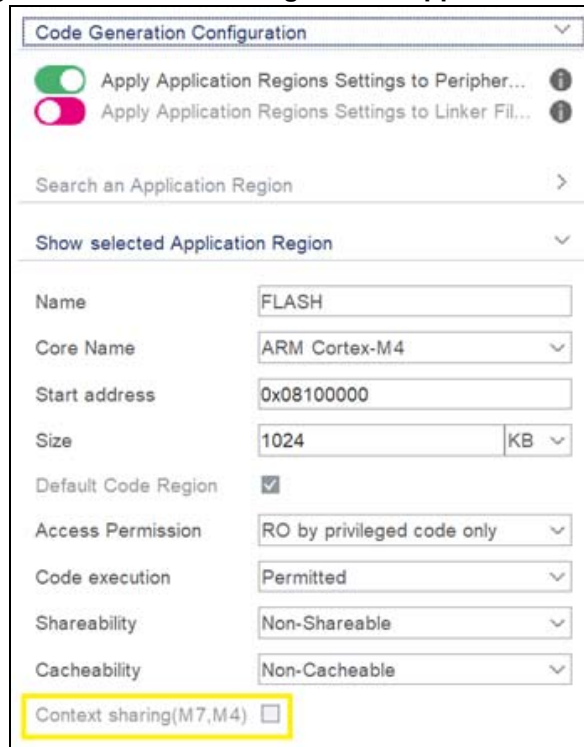 Code Generation Configuration
Apply Application Regions Settings to Peripher...
Apply Application Regions Settings to Linker Fil...
Search an Application Region
Show selected Application Region
Name FLASH
Core Name ARM Cortex-M4
Start address 0x08100000
Size 1024 KB
Default Code Region
Access Permission RO by privileged code only
Code execution Permitted
Shareability Non-Shareable
Cacheability Non-Cacheable
Context sharing(M7,M4)